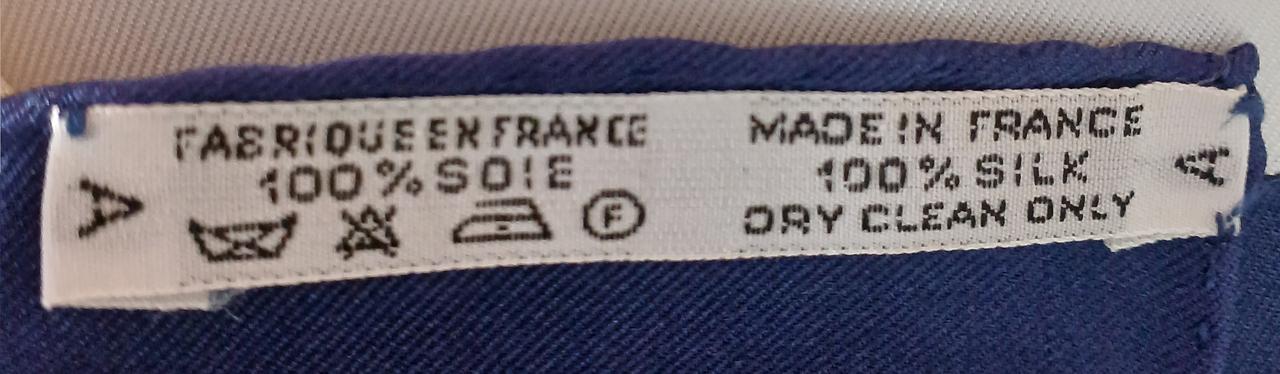 A
FABRIQUE EN FRANCE
100% SOIE
F
MADE IN FRANCE
100% SILK
DRY CLEAN ONLY
A